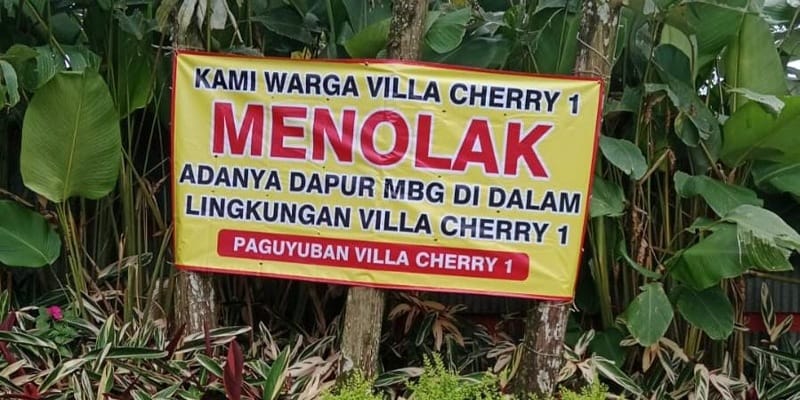 KAMI WARGA VILLA CHERRY 1
MENOLAK
ADANYA DAPUR MBG DI DALAM
LINGKUNGAN VILLA CHERRY 1
PAGUYUBAN VILLA CHERRY 1